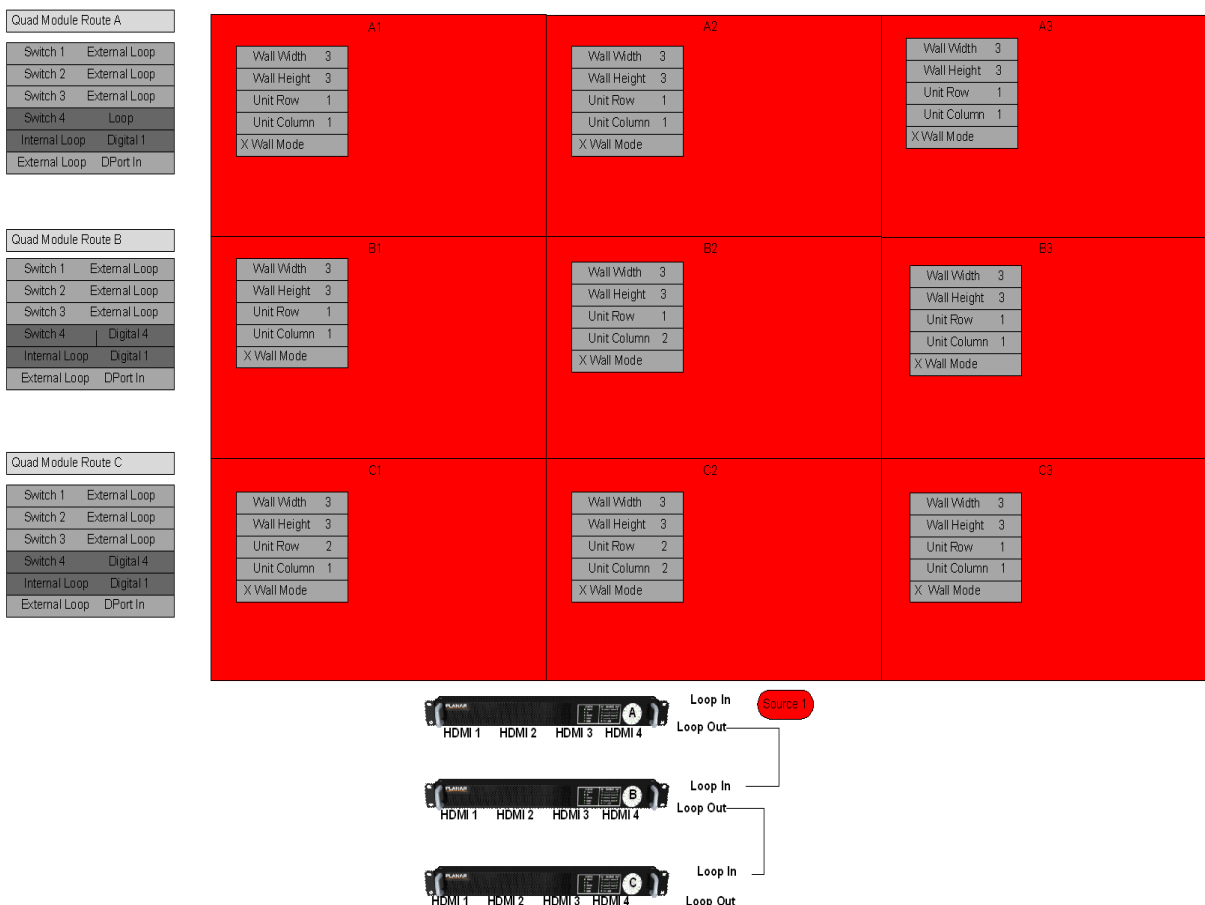 Quad Module Route A
Switch 1 External Loop
Switch 2 External Loop
Switch 3 External Loop
Switch 4 Loop
Internal Loop Digital 1
External Loop DPort In
A1
Wall Width 3
Wall Height 3
Unit Row 1
Unit Column 1
X Wall Mode
A2
Wall Width 3
Wall Height 3
Unit Row 1
Unit Column 1
X Wall Mode
A3
Wall Width 3
Wall Height 3
Unit Row 1
Unit Column 1
X Wall Mode
Quad Module Route B
Switch 1 External Loop
Switch 2 External Loop
Switch 3 External Loop
Switch 4 Digital 4
Internal Loop Digital 1
External Loop DPort In
B1
Wall Width 3
Wall Height 3
Unit Row 1
Unit Column 1
X Wall Mode
B2
Wall Width 3
Wall Height 3
Unit Row 1
Unit Column 2
X Wall Mode
B3
Wall Width 3
Wall Height 3
Unit Row 1
Unit Column 1
X Wall Mode
Quad Module Route C
Switch 1 External Loop
Switch 2 External Loop
Switch 3 External Loop
Switch 4 Digital 4
Internal Loop Digital 1
External Loop DPort In
C1
Wall Width 3
Wall Height 3
Unit Row 2
Unit Column 1
X Wall Mode
C2
Wall Width 3
Wall Height 3
Unit Row 2
Unit Column 2
X Wall Mode
C3
Wall Width 3
Wall Height 3
Unit Row 1
Unit Column 1
X Wall Mode
PLANAR
A
Loop In
Source 1
Loop Out
HDMI 1 HDMI 2 HDMI 3 HDMI 4
PLANAR
B
Loop In
Loop Out
HDMI 1 HDMI 2 HDMI 3 HDMI 4
PLANAR
C
Loop In
Loop Out
HDMI 1 HDMI 2 HDMI 3 HDMI 4